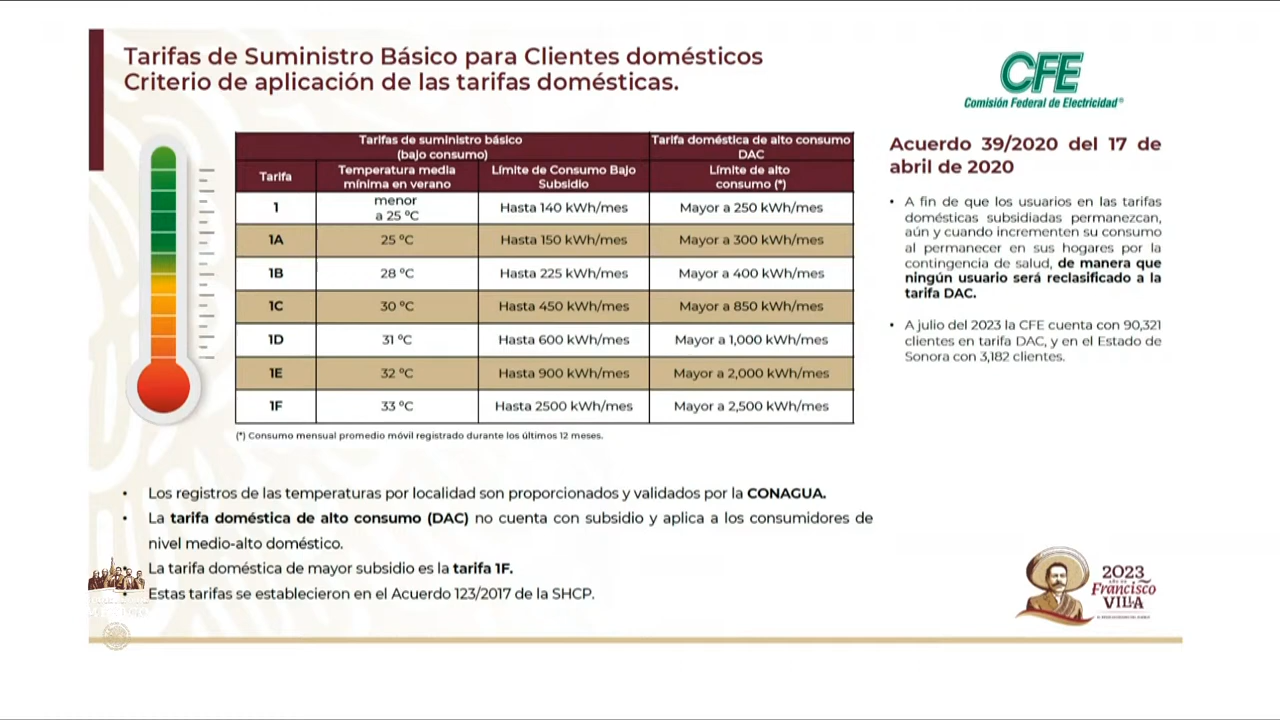 Tarifas de Suministro Básico para Clientes domésticos
Criterio de aplicación de las tarifas domésticas.
CFE
Comisión Federal de Electricidad®
Tarifas de suministro básico
(bajo consumo)
Tarifa doméstica de alto consumo
DAC
Tarifa
Temperatura media
mínima en verano
Límite de Consumo Bajo
Subsidio
Límite de alto
consumo (*)
1
menor
a 25 °C
Hasta 140 kWh/mes
Mayor a 250 kWh/mes
1A
25 °C
Hasta 150 kWh/mes
Mayor a 300 kWh/mes
1B
28 °C
Hasta 225 kWh/mes
Mayor a 400 kWh/mes
1C
30 °C
Hasta 450 kWh/mes
Mayor a 850 kWh/mes
1D
31 °C
Hasta 600 kWh/mes
Mayor a 1,000 kWh/mes
1E
32 °C
Hasta 900 kWh/mes
Mayor a 2,000 kWh/mes
1F
33 °C
Hasta 2500 kWh/mes
Mayor a 2,500 kWh/mes
(*) Consumo mensual promedio móvil registrado durante los últimos 12 meses.
Acuerdo 39/2020 del 17 de
abril de 2020
• A fin de que los usuarios en las tarifas
domésticas subsidiadas permanezcan,
aún y cuando incrementen su consumo
al permanecer en sus hogares por la
contingencia de salud, de manera que
ningún usuario será reclasificado a la
tarifa DAC.
• A julio del 2023 la CFE cuenta con 90,321
clientes en tarifa DAC, y en el Estado de
Sonora con 3,182 clientes.
• Los registros de las temperaturas por localidad son proporcionados y validados por la CONAGUA.
• La tarifa doméstica de alto consumo (DAC) no cuenta con subsidio y aplica a los consumidores de
nivel medio-alto doméstico.
• La tarifa doméstica de mayor subsidio es la tarifa 1F.
• Estas tarifas se establecieron en el Acuerdo 123/2017 de la SHCP.
2023
AÑO DE
Francisco
VILLA